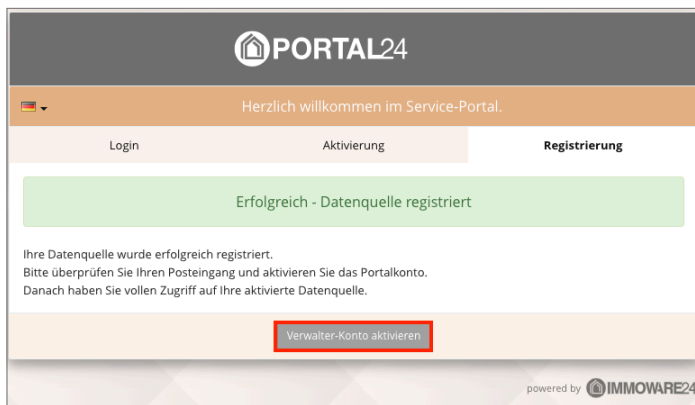 PORTAL24
Herzlich willkommen im Service-Portal.
Login
Aktivierung
Registrierung
Erfolgreich - Datenquelle registriert
Ihre Datenquelle wurde erfolgreich registriert.
Bitte überprüfen Sie Ihren Posteingang und aktivieren Sie das Portalkonto.
Danach haben Sie vollen Zugriff auf Ihre aktivierte Datenquelle.
Verwalter-Konto aktivieren
powered by IMMOWARE24